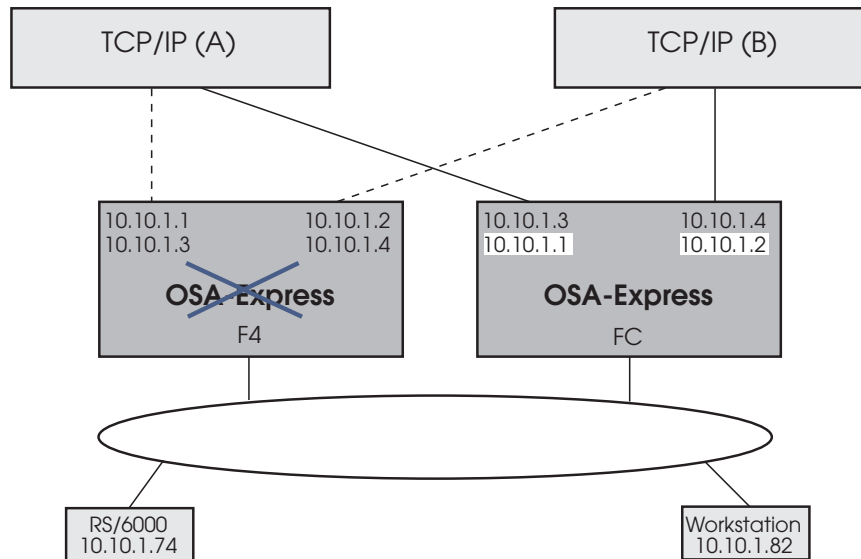 TCP/IP (A)
TCP/IP (B)
10.10.1.1
10.10.1.2
10.10.1.3
10.10.1.4
OSA-Express
F4
10.10.1.3
10.10.1.4
10.10.1.1
10.10.1.2
OSA-Express
FC
RS/6000
10.10.1.74
Workstation
10.10.1.82